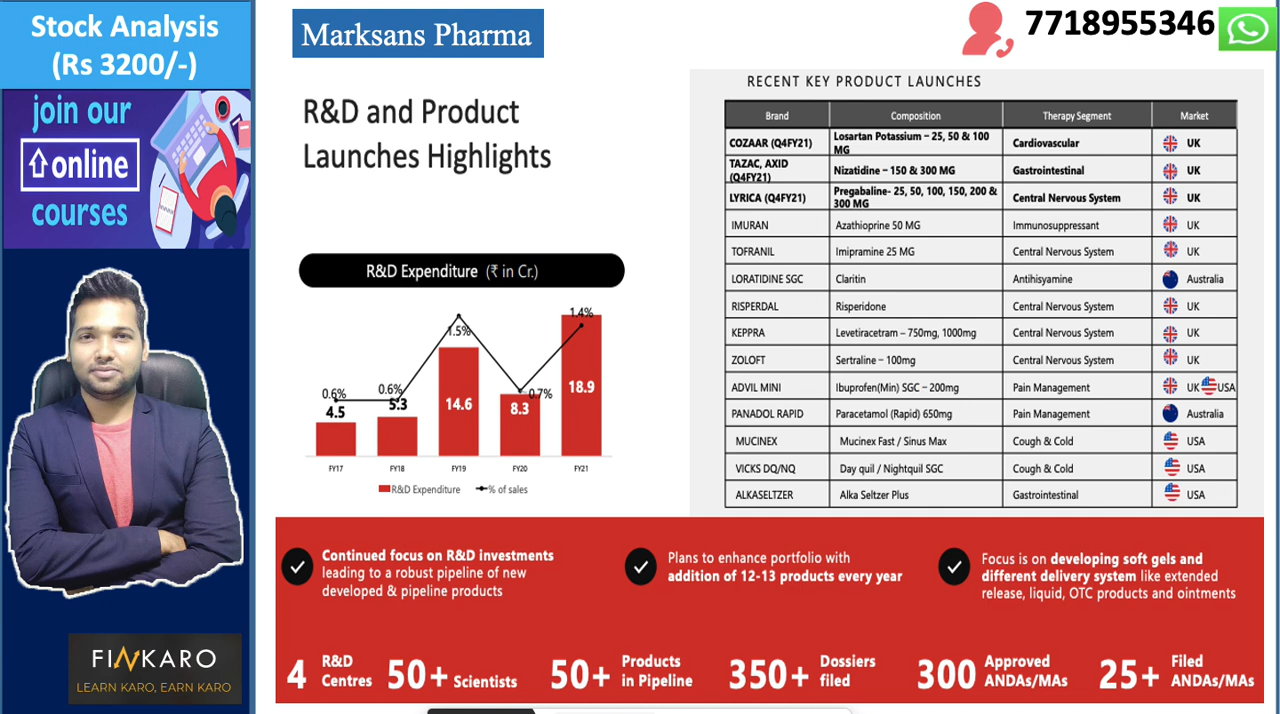 Stock Analysis
(Rs 3200/-)
join our
online
courses
FINKARO
LEARN KARO, EARN KARO
Marksans Pharma
7718955346
R&D and Product
Launches Highlights
R&D Expenditure (₹ in Cr.)
0.6%
0.6%
1.5%
0.7%
1.4%
4.5
5.3
14.6
8.3
18.9
FY17
FY18
FY19
FY20
FY21
R&D Expenditure
% of sales
RECENT KEY PRODUCT LAUNCHES
Brand Composition Therapy Segment Market
COZAAR (Q4FY21) Losartan Potassium – 25, 50 & 100 MG Cardiovascular UK
TAZAC, AXID (Q4FY21) Nizatidine – 150 & 300 MG Gastrointestinal UK
LYRICA (Q4FY21) Pregabaline- 25, 50, 100, 150, 200 & 300 MG Central Nervous System UK
IMURAN Azathioprine 50 MG Immunosuppressant UK
TOFRANIL Imipramine 25 MG Central Nervous System UK
LORATIDINE SGC Claritin Antihisyamine Australia
RISPERDAL Risperidone Central Nervous System UK
KEPPRA Levetiracetram – 750mg, 1000mg Central Nervous System UK
ZOLOFT Sertraline – 100mg Central Nervous System UK
ADVIL MINI Ibuprofen(Min) SGC – 200mg Pain Management UK USA
PANADOL RAPID Paracetamol (Rapid) 650mg Pain Management Australia
MUCINEX Mucinex Fast / Sinus Max Cough & Cold USA
VICKS DQ/NQ Day quil / Nightquil SGC Cough & Cold USA
ALKASELTZER Alka Seltzer Plus Gastrointestinal USA
Continued focus on R&D investments
leading to a robust pipeline of new
developed & pipeline products
Plans to enhance portfolio with
addition of 12-13 products every year
Focus is on developing soft gels and
different delivery system like extended
release, liquid, OTC products and ointments
4 R&D Centres
50+ Scientists
50+ Products in Pipeline
350+ Dossiers filed
300 Approved ANDAs/MAs
25+ Filed ANDAs/MAs